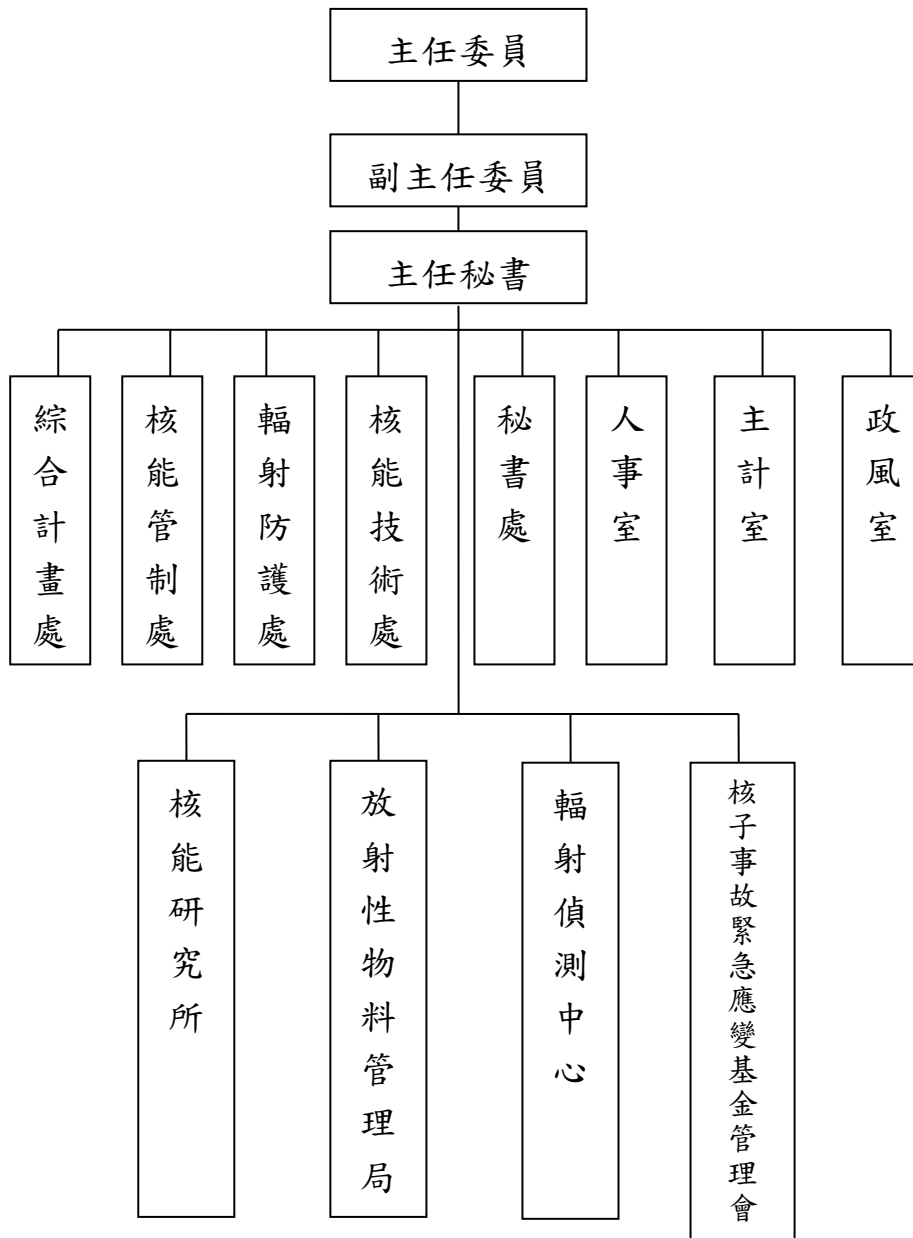 主任委員
副主任委員
主任秘書
綜合計畫處
核能管制處
輻射防護處
核能技術處
秘書處
人事室
主計室
政風室
核能研究所
放射性物料管理局
輻射偵測中心
核子事故緊急應變基金管理會